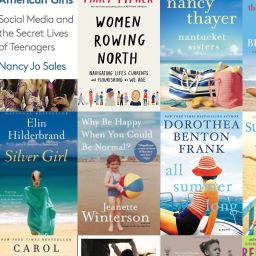 American Girls
Social Media and
the Secret Lives
of Teenagers
Nancy Jo Sales
MARY PIPHER
WOMEN
ROWING
NORTH
NAVIGATING LIFE'S CURRENTS
and FLOURISHING as WE AGE
nancy
thayer
nantucket
sisters
Elin
Hilderbrand
Silver Girl
Why Be Happy
When You Could
Be Normal?
Jeanette
Winterson
DOROTHEA
BENTON
FRANK
all
summer
long
CAROL